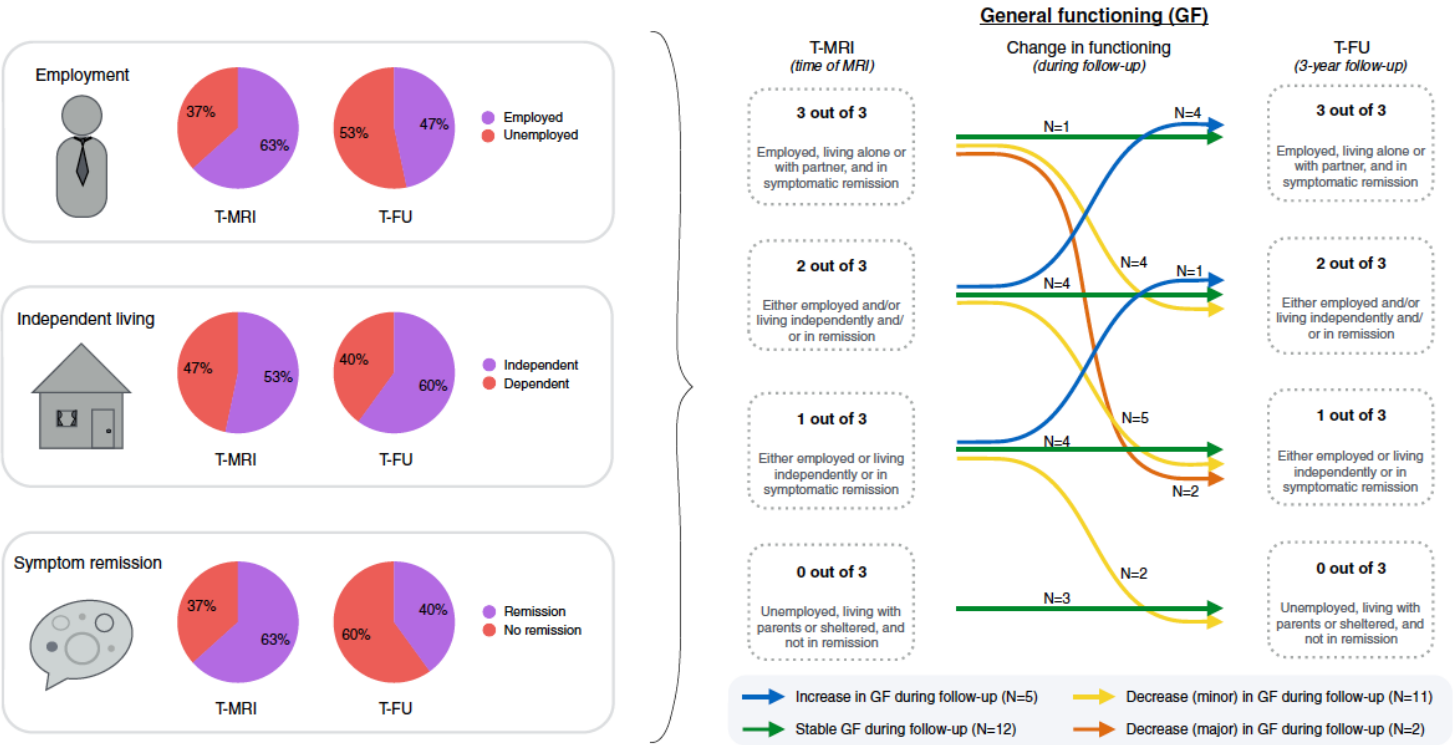 Employment
37%
63%
T-MRI
53%
47%
T-FU
Employed
Unemployed
Independent living
47%
53%
T-MRI
40%
60%
T-FU
Independent
Dependent
Symptom remission
37%
63%
T-MRI
60%
40%
T-FU
Remission
No remission
General functioning (GF)
T-MRI
(time of MRI)
Change in functioning
(during follow-up)
T-FU
(3-year follow-up)
3 out of 3
Employed, living alone or
with partner, and in
symptomatic remission
2 out of 3
Either employed and/or
living independently and/
or in remission
1 out of 3
Either employed or living
independently or in
symptomatic remission
0 out of 3
Unemployed, living with
parents or sheltered, and
not in remission
N=4
N=1
N=4
N=1
N=4
N=5
N=4
N=2
N=2
N=3
3 out of 3
Employed, living alone or
with partner, and in
symptomatic remission
2 out of 3
Either employed and/or
living independently and/
or in remission
1 out of 3
Either employed or living
independently or in
symptomatic remission
0 out of 3
Unemployed, living with
parents or sheltered, and
not in remission
Increase in GF during follow-up (N=5)
Decrease (minor) in GF during follow-up (N=11)
Stable GF during follow-up (N=12)
Decrease (major) in GF during follow-up (N=2)